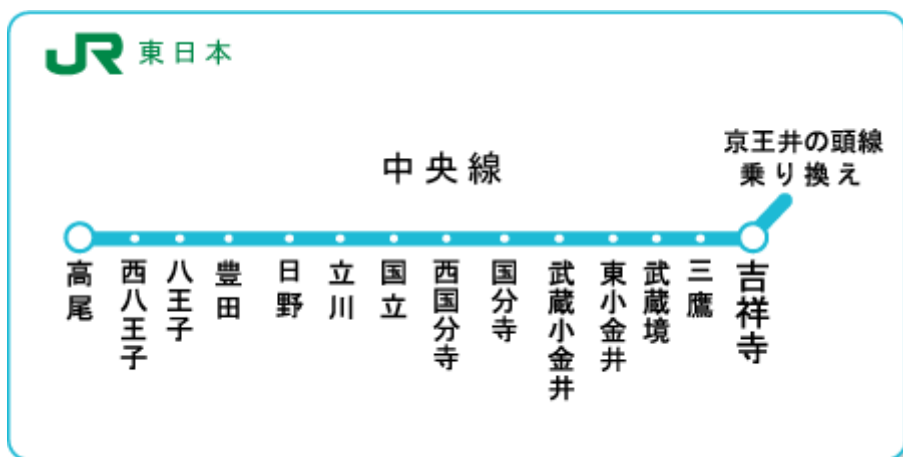 JR東日本
中央線
京王井の頭線
乗り換え
高尾
西八王子
八王子
豊田
日野
立川
国立
西国分寺
国分寺
武蔵小金井
東小金井
武蔵境
三鷹
吉祥寺